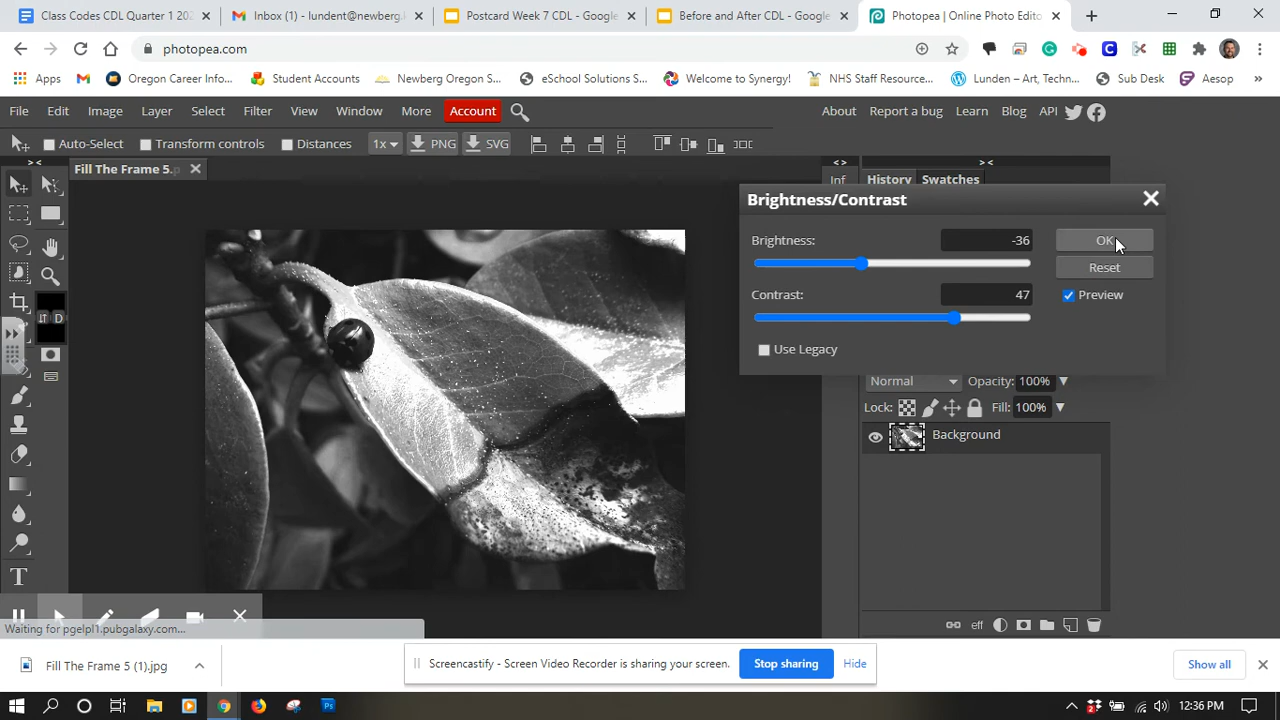 Class Codes CDL Quarter 1 202
Inbox (1) - lundent@newberg
Postcard Week 7 CDL - Google
Before and After CDL - Google
Photopea | Online Photo Edito
photopea.com
Apps
Oregon Career Info...
Student Accounts
Newberg Oregon S...
eSchool Solutions S...
Welcome to Synergy!
NHS Staff Resource...
Lunden – Art, Techn...
Sub Desk
Aesop
File Edit Image Layer Select Filter View Window More Account
About Report a bug Learn Blog API
Auto-Select Transform controls Distances 1x PNG SVG
Fill The Frame 5.p
Inf
History Swatches
Brightness/Contrast
Brightness: -36 OK
Reset
Contrast: 47 Preview
Use Legacy
Normal Opacity: 100%
Lock: Fill: 100%
Background
D
T
eff
Waiting for pgelpl1.pubgalaxy.com...
Fill The Frame 5 (1).jpg
Screencastify - Screen Video Recorder is sharing your screen. Stop sharing Hide
Show all
Ps
12:36 PM